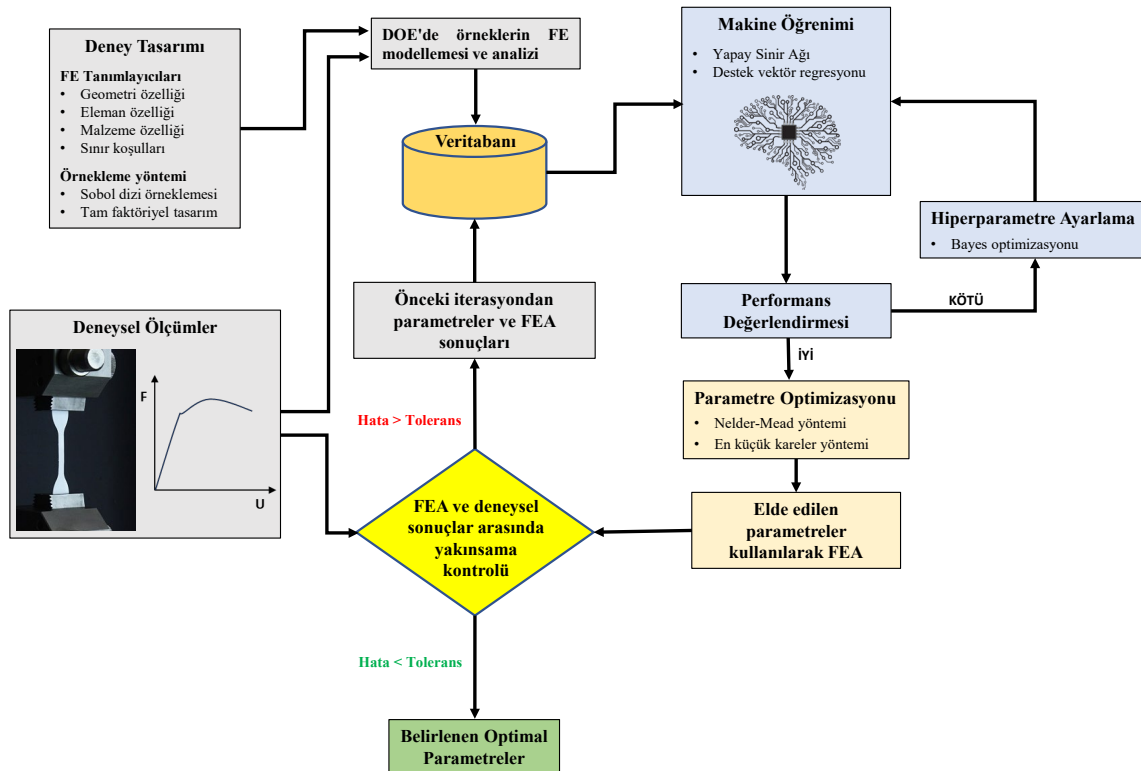 Deney Tasarımı
FE Tanımlayıcıları
• Geometri özelliği
• Eleman özelliği
• Malzeme özelliği
• Sınır koşulları
Örnekleme yöntemi
• Sobol dizi örneklemesi
• Tam faktöriyel tasarım
DOE'de örneklerin FE
modellemesi ve analizi
Veritabanı
Makine Öğrenimi
• Yapay Sinir Ağı
• Destek vektör regresyonu
Hiperparametre Ayarlama
• Bayes optimizasyonu
Performans
Değerlendirmesi
KÖTÜ
İYİ
Önceki iterasyondan
parametreler ve FEA
sonuçları
Deneysel Ölçümler
F
U
Hata > Tolerans
Parametre Optimizasyonu
• Nelder-Mead yöntemi
• En küçük kareler yöntemi
FEA ve deneysel
sonuçlar arasında
yakınsama
kontrolü
Elde edilen
parametreler
kullanılarak FEA
Hata < Tolerans
Belirlenen Optimal
Parametreler